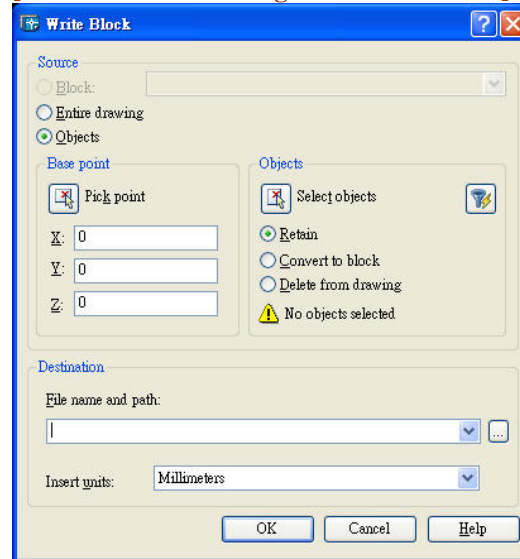 Write Block
Source
Block:
Entire drawing
Objects
Base point
Pick point
X: 0
Y: 0
Z: 0
Objects
Select objects
Retain
Convert to block
Delete from drawing
No objects selected
Destination
File name and path:
...
Insert units: Millimeters
OK Cancel Help